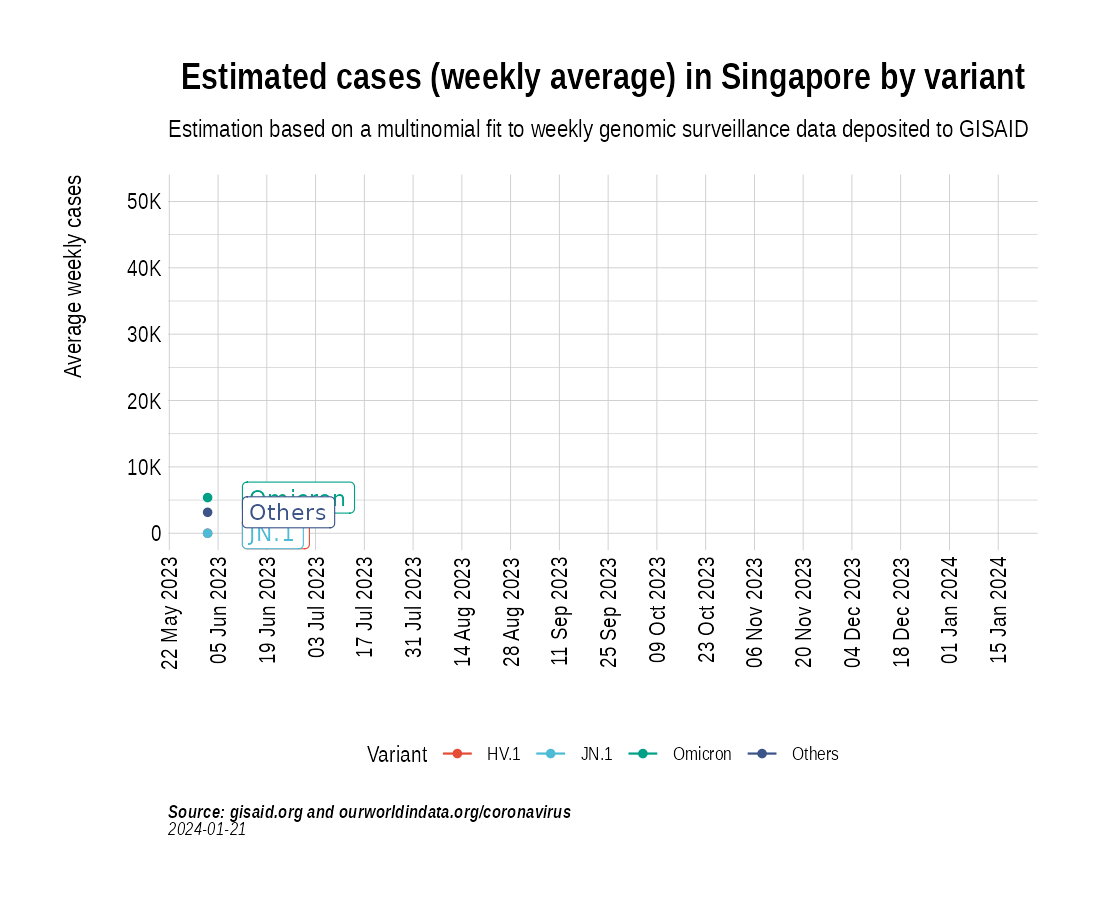 Estimated cases (weekly average) in Singapore by variant
Estimation based on a multinomial fit to weekly genomic surveillance data deposited to GISAID
Average weekly cases
50K
40K
30K
20K
10K
0
Omicron
Others
JN.1
22 May 2023
05 Jun 2023
19 Jun 2023
03 Jul 2023
17 Jul 2023
31 Jul 2023
14 Aug 2023
28 Aug 2023
11 Sep 2023
25 Sep 2023
09 Oct 2023
23 Oct 2023
06 Nov 2023
20 Nov 2023
04 Dec 2023
18 Dec 2023
01 Jan 2024
15 Jan 2024
Variant HV.1 JN.1 Omicron Others
Source: gisaid.org and ourworldindata.org/coronavirus
2024-01-21